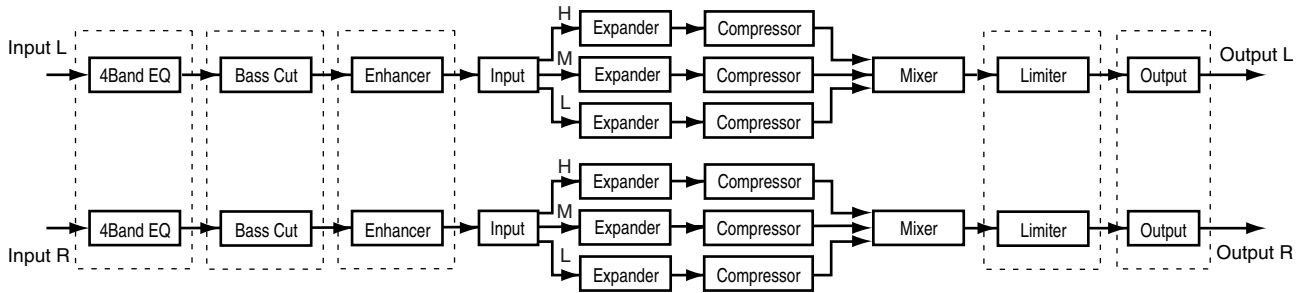 H
Expander
Compressor
Input L
M
Output L
4Band EQ
Bass Cut
Enhancer
Input
Expander
Compressor
Mixer
Limiter
Output
L
Expander
Compressor
H
Expander
Compressor
M
4Band EQ
Bass Cut
Enhancer
Input
Expander
Compressor
Mixer
Limiter
Output
Input R
L
Output R
Expander
Compressor